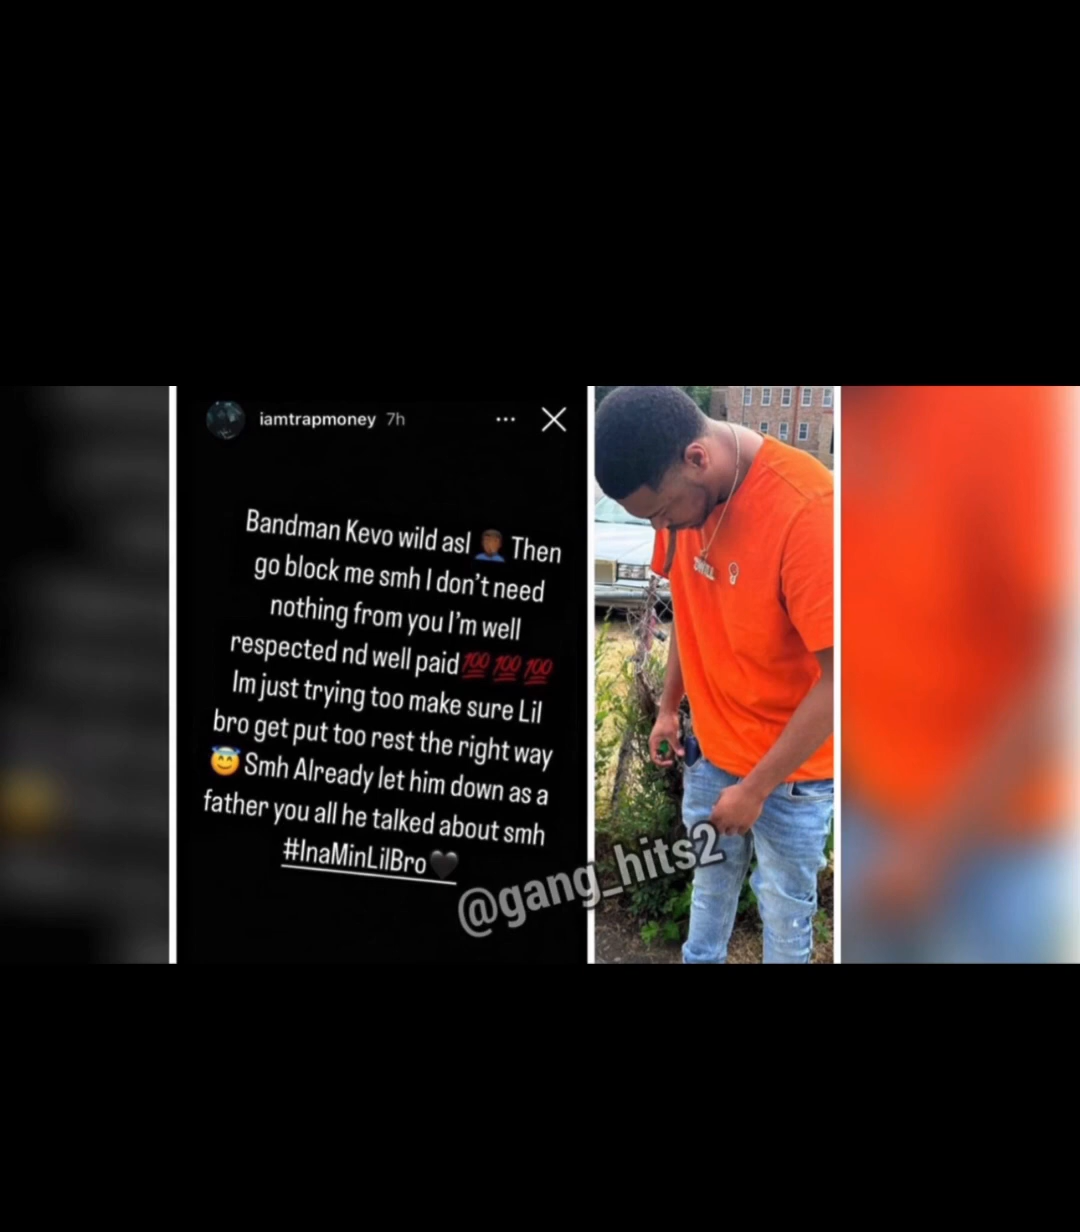 iamtrapmoney 7h
Bandman Kevo wild asl 🤦🏾‍♂️ Then
go block me smh I don't need
nothing from you I'm well
respected nd well paid💯💯💯
Im just trying too make sure Lil
bro get put too rest the right way
😇 Smh Already let him down as a
father you all he talked about smh
#InaMinLilBro🖤
@gang_hits2